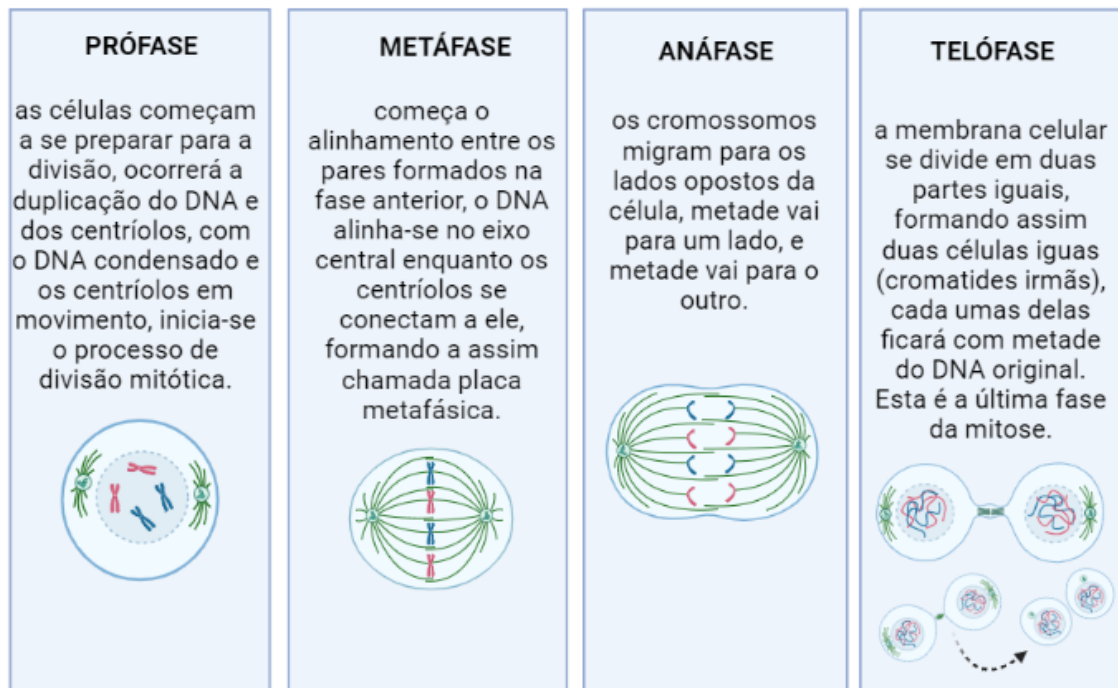 PRÓFASE
as células começam
a se preparar para a
divisão, ocorrerá a
duplicação do DNA e
dos centríolos, com
o DNA condensado e
os centríolos em
movimento, inicia-se
o processo de
divisão mitótica.
METÁFASE
começa o
alinhamento entre os
pares formados na
fase anterior, o DNA
alinha-se no eixo
central enquanto os
centríolos se
conectam a ele,
formando a assim
chamada placa
metafásica.
ANÁFASE
os cromossomos
migram para os
lados opostos da
célula, metade vai
para um lado, e
metade vai para o
outro.
TELÓFASE
a membrana celular
se divide em duas
partes iguais,
formando assim
duas células iguas
(cromatides irmãs),
cada umas delas
ficará com metade
do DNA original.
Esta é a última fase
da mitose.